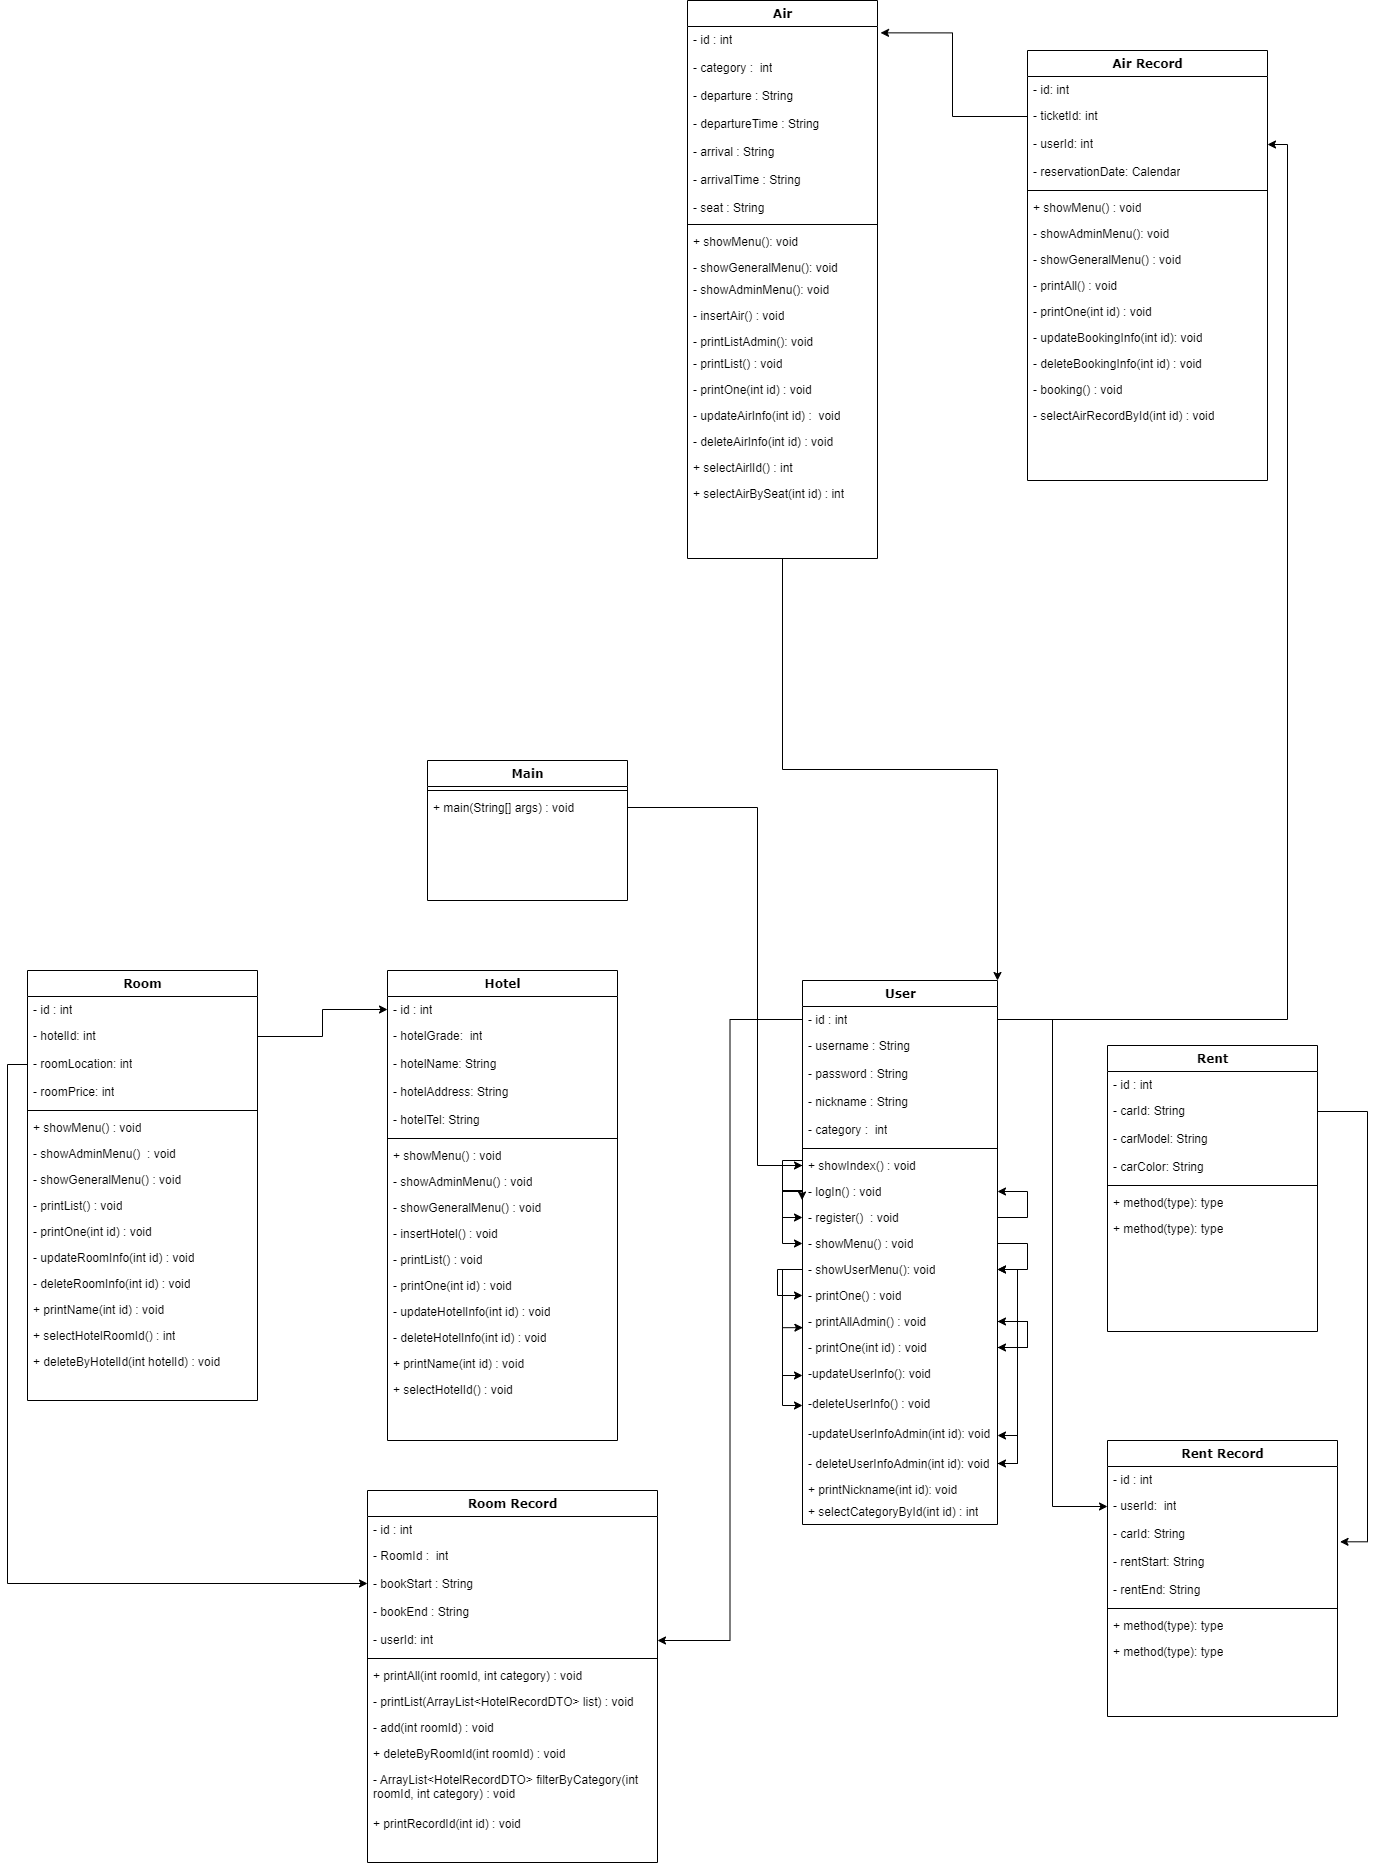 Air
- id : int
- category :  int
- departure : String
- departureTime : String
- arrival : String
- arrivalTime : String
- seat : String
+ showMenu(): void
- showGeneralMenu(): void
- showAdminMenu(): void
- insertAir() : void
- printListAdmin(): void
- printList() : void
- printOne(int id) : void
- updateAirInfo(int id) :  void
- deleteAirInfo(int id) : void
+ selectAirlId() : int
+ selectAirBySeat(int id) : int
Air Record
- id: int
- ticketId: int
- userId: int
- reservationDate: Calendar
+ showMenu() : void
- showAdminMenu(): void
- showGeneralMenu() : void
- printAll() : void
- printOne(int id) : void
- updateBookingInfo(int id): void
- deleteBookingInfo(int id) : void
- booking() : void
- selectAirRecordById(int id) : void
Main
+ main(String[] args) : void
Room
- id : int
- hotelId: int
- roomLocation: int
- roomPrice: int
+ showMenu() : void
- showAdminMenu()  : void
- showGeneralMenu() : void
- printList() : void
- printOne(int id) : void
- updateRoomInfo(int id) : void
- deleteRoomInfo(int id) : void
+ printName(int id) : void
+ selectHotelRoomId() : int
+ deleteByHotelId(int hotelId) : void
Hotel
- id : int
- hotelGrade:  int
- hotelName: String
- hotelAddress: String
- hotelTel: String
+ showMenu() : void
- showAdminMenu() : void
- showGeneralMenu() : void
- insertHotel() : void
- printList() : void
- printOne(int id) : void
- updateHotelInfo(int id) : void
- deleteHotelInfo(int id) : void
+ printName(int id) : void
+ selectHotelId() : void
User
- id : int
- username : String
- password : String
- nickname : String
- category :  int
+ showIndex() : void
- logIn() : void
- register()  : void
- showMenu() : void
- showUserMenu(): void
- printOne() : void
- printAllAdmin() : void
- printOne(int id) : void
-updateUserInfo(): void
-deleteUserInfo() : void
-updateUserInfoAdmin(int id): void
- deleteUserInfoAdmin(int id): void
+ printNickname(int id): void
+ selectCategoryById(int id) : int
Rent
- id : int
- carId: String
- carModel: String
- carColor: String
+ method(type): type
+ method(type): type
Rent Record
- id : int
- userId:  int
- carId: String
- rentStart: String
- rentEnd: String
+ method(type): type
+ method(type): type
Room Record
- id : int
- RoomId :  int
- bookStart : String
- bookEnd : String
- userId: int
+ printAll(int roomId, int category) : void
- printList(ArrayList<HotelRecordDTO> list) : void
- add(int roomId) : void
+ deleteByRoomId(int roomId) : void
- ArrayList<HotelRecordDTO> filterByCategory(int
roomId, int category) : void
+ printRecordId(int id) : void